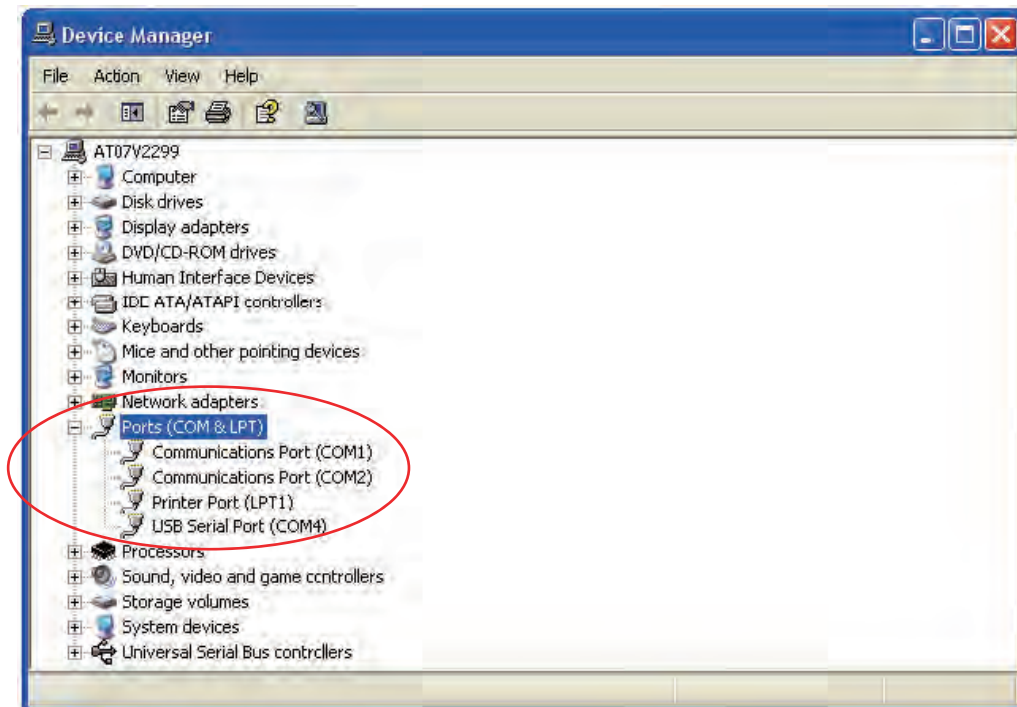 Device Manager
File Action View Help
AT07V2299
Computer
Disk drives
Display adapters
DVD/CD-ROM drives
Human Interface Devices
IDE ATA/ATAPI controllers
Keyboards
Mice and other pointing devices
Monitors
Network adapters
Ports (COM & LPT)
Communications Port (COM1)
Communications Port (COM2)
Printer Port (LPT1)
USB Serial Port (COM4)
Processors
Sound, video and game controllers
Storage volumes
System devices
Universal Serial Bus controllers